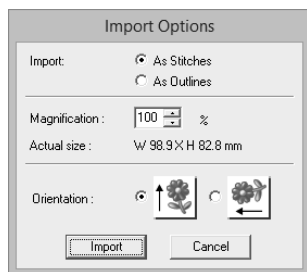 Import Options
Import: As Stitches
As Outlines
Magnification : 100 %
Actual size : W 98.9 X H 82.8 mm
Orientation :
Import Cancel